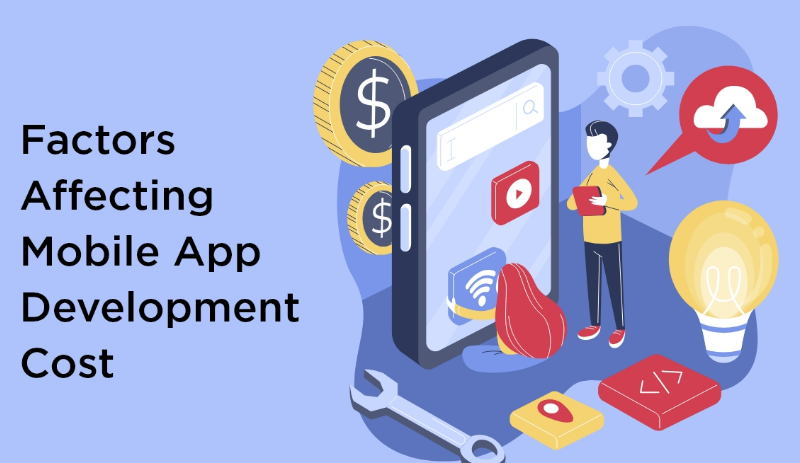 Factors
Affecting
Mobile App
Development
Cost
$
$
</>